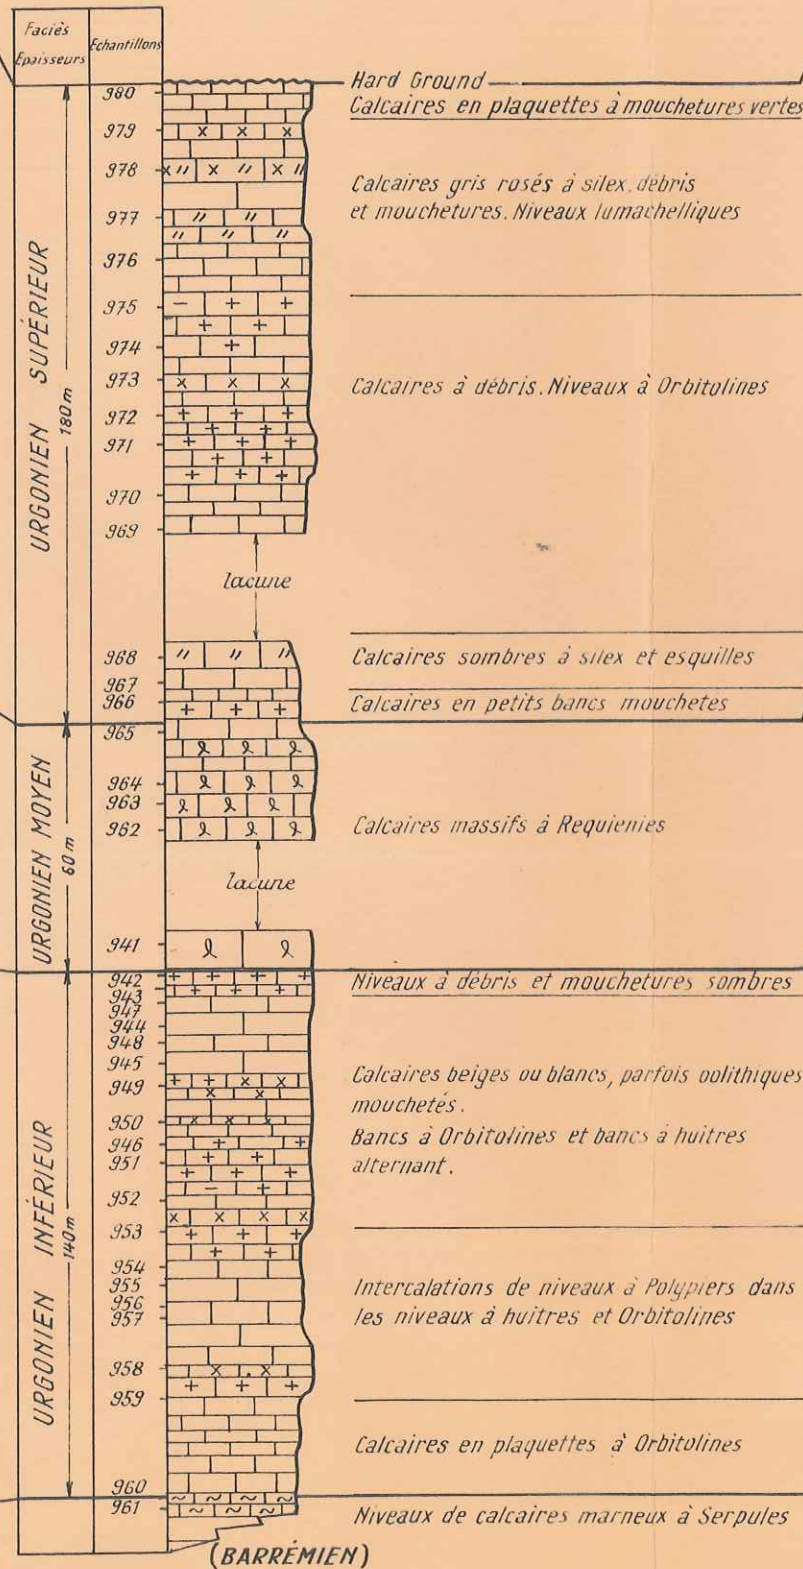 Faciès
Épaisseurs
Echantillons
Hard Ground
980
Calcaires en plaquettes à mouchetures vertes
979
978
Calcaires gris rosés à silex, débris
et mouchetures. Niveaux lumachelliques
977
976
975
974
973
Calcaires à débris. Niveaux à Orbitolines
972
971
970
969
lacune
URGONIEN SUPÉRIEUR
180m
968
Calcaires sombres à silex et esquilles
967
966
Calcaires en petits bancs mouchetés
965
964
963
962
Calcaires massifs à Requienies
lacune
URGONIEN MOYEN
60m
941
942
Niveaux à débris et mouchetures sombres
943
947
944
948
945
949
Calcaires beiges ou blancs, parfois oolithiques
mouchetés.
950
946
Bancs à Orbitolines et bancs à huîtres
951
alternant.
952
953
954
955
Intercalations de niveaux à Polypiers dans
956
957
les niveaux à huîtres et Orbitolines
958
959
Calcaires en plaquettes à Orbitolines
960
URGONIEN INFÉRIEUR
140m
961
Niveaux de calcaires marneux à Serpules
(BARRÉMIEN)